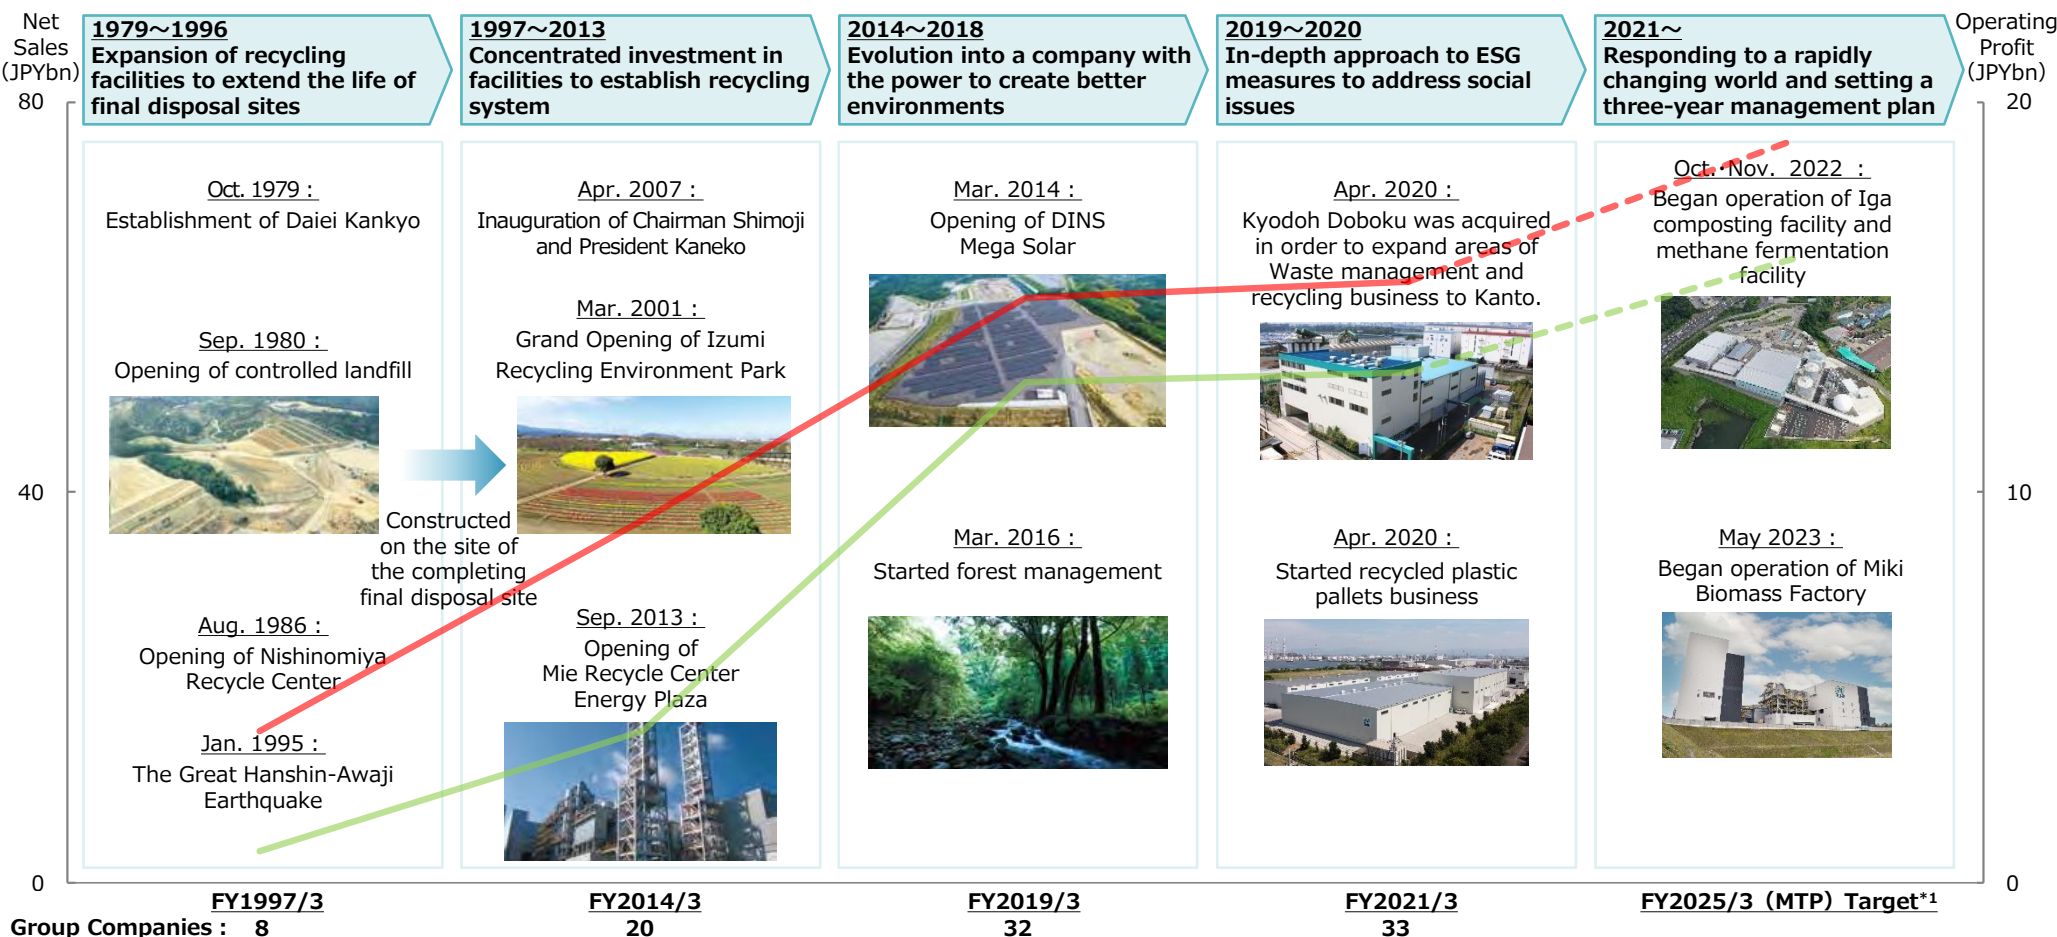 Net
Sales
(JPYbn)
80
40
0
1979～1996
Expansion of recycling
facilities to extend the life of
final disposal sites
1997～2013
Concentrated investment in
facilities to establish recycling
system
2014～2018
Evolution into a company with
the power to create better
environments
2019～2020
In-depth approach to ESG
measures to address social
issues
2021～
Responding to a rapidly
changing world and setting a
three-year management plan
Operating
Profit
(JPYbn)
20
10
0
Oct. 1979：
Establishment of Daiei Kankyo
Sep. 1980：
Opening of controlled landfill
Constructed
on the site of
the completing
final disposal site
Aug. 1986：
Opening of Nishinomiya
Recycle Center
Jan. 1995：
The Great Hanshin-Awaji
Earthquake
Apr. 2007：
Inauguration of Chairman Shimoji
and President Kaneko
Mar. 2001：
Grand Opening of Izumi
Recycling Environment Park
Sep. 2013：
Opening of
Mie Recycle Center
Energy Plaza
Mar. 2014：
Opening of DINS
Mega Solar
Mar. 2016：
Started forest management
Apr. 2020：
Kyodoh Doboku was acquired
in order to expand areas of
Waste management and
recycling business to Kanto.
Apr. 2020：
Started recycled plastic
pallets business
Oct.･Nov. 2022：
Began operation of Iga
composting facility and
methane fermentation
facility
May 2023：
Began operation of Miki
Biomass Factory
FY1997/3
FY2014/3
FY2019/3
FY2021/3
FY2025/3（MTP）Target*1
Group Companies： 8
20
32
33